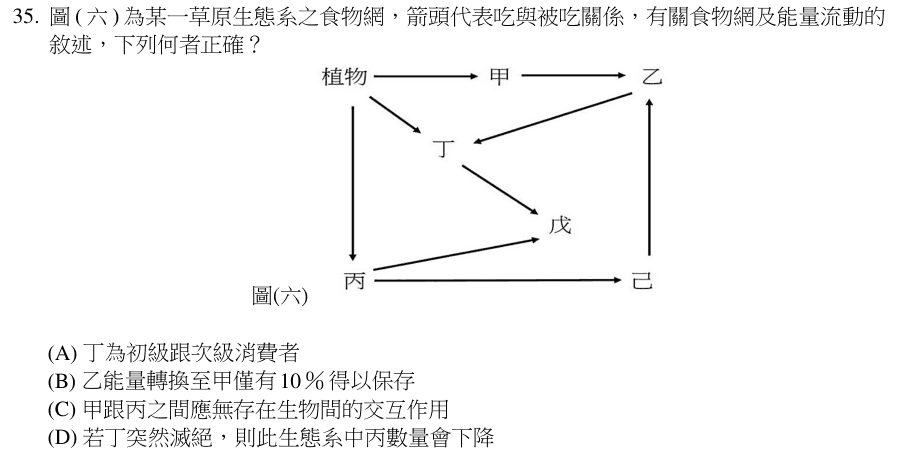 35. 圖(六)為某一草原生態系之食物網，箭頭代表吃與被吃關係，有關食物網及能量流動的
敘述，下列何者正確？
植物 甲 乙
丁
戊
丙 己
圖(六)
(A) 丁為初級跟次級消費者
(B) 乙能量轉換至甲僅有10％得以保存
(C) 甲跟丙之間應無存在生物間的交互作用
(D) 若丁突然滅絕，則此生態系中丙數量會下降